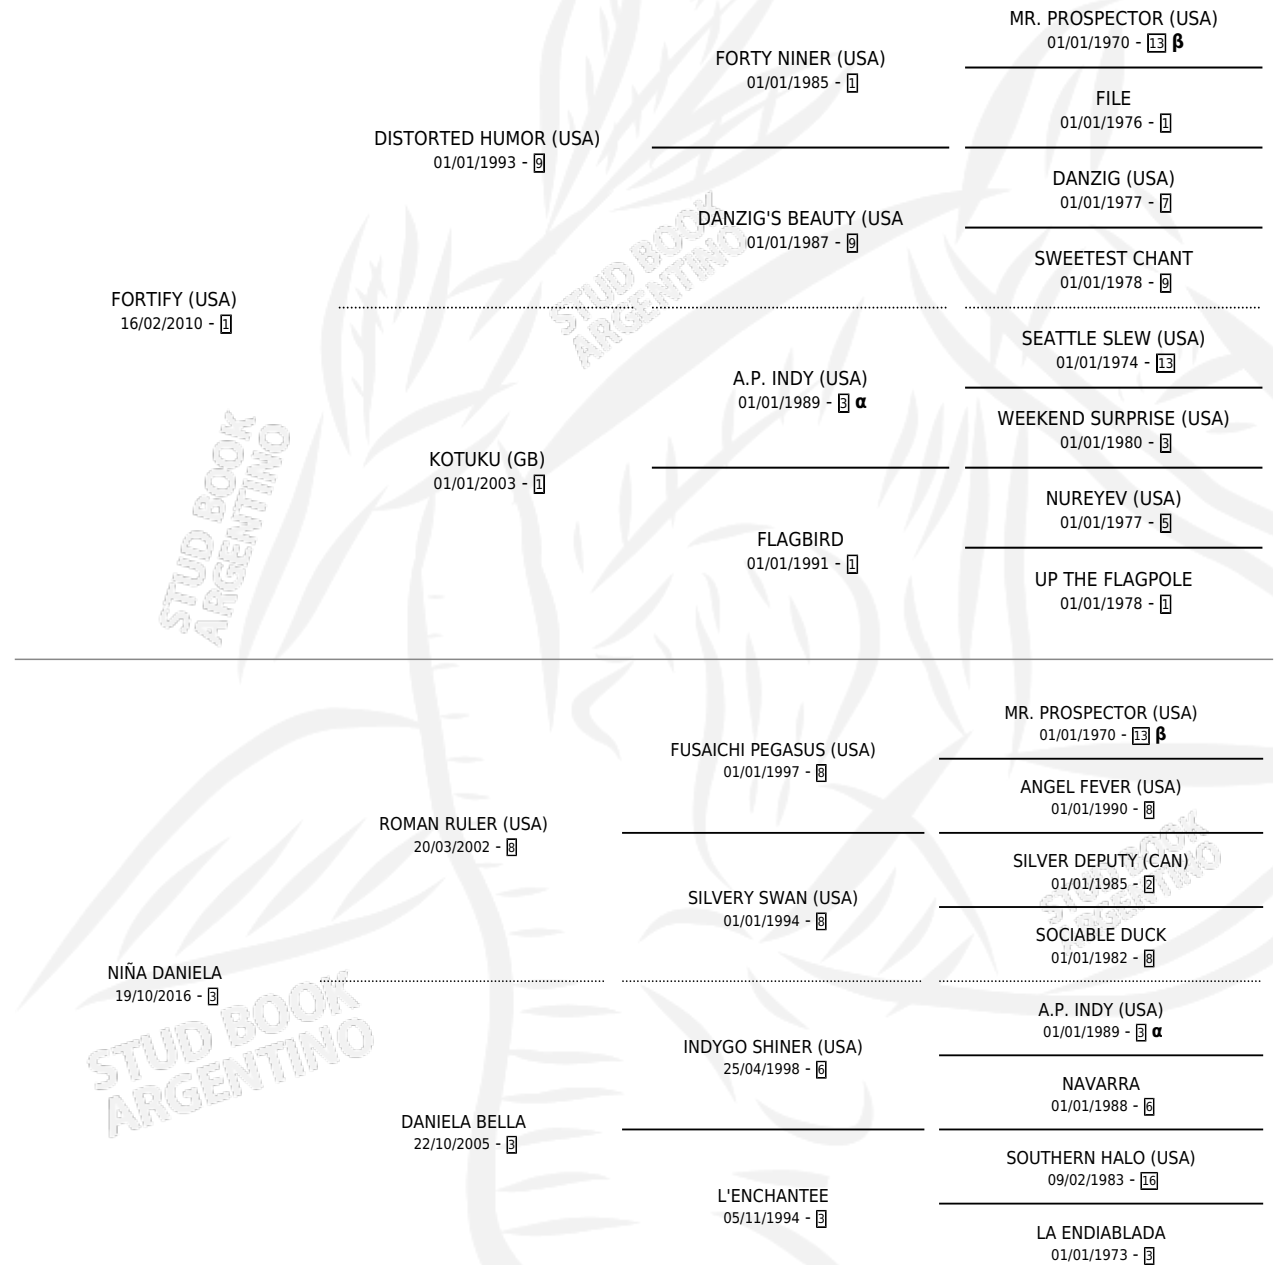 MR. PROSPECTOR (USA)
01/01/1970 - 13 β
FORTY NINER (USA)
01/01/1985 - 1
FILE
01/01/1976 - 1
DISTORTED HUMOR (USA)
01/01/1993 - 9
DANZIG (USA)
01/01/1977 - 7
DANZIG'S BEAUTY (USA
01/01/1987 - 9
SWEETEST CHANT
01/01/1978 - 9
STUD BOOK
ARGENTINO
FORTIFY (USA)
16/02/2010 - 1
SEATTLE SLEW (USA)
01/01/1974 - 13
A.P. INDY (USA)
01/01/1989 - 3 α
WEEKEND SURPRISE (USA)
01/01/1980 - 3
KOTUKU (GB)
01/01/2003 - 1
NUREYEV (USA)
01/01/1977 - 5
FLAGBIRD
01/01/1991 - 1
UP THE FLAGPOLE
01/01/1978 - 1
STUD BOOK
ARGENTINO
MR. PROSPECTOR (USA)
01/01/1970 - 13 β
FUSAICHI PEGASUS (USA)
01/01/1997 - 8
ANGEL FEVER (USA)
01/01/1990 - 8
ROMAN RULER (USA)
20/03/2002 - 8
SILVER DEPUTY (CAN)
01/01/1985 - 2
SILVERY SWAN (USA)
01/01/1994 - 8
SOCIABLE DUCK
01/01/1982 - 8
STUD BOOK
ARGENTINO
NIÑA DANIELA
19/10/2016 - 3
A.P. INDY (USA)
01/01/1989 - 3 α
INDYGO SHINER (USA)
25/04/1998 - 6
NAVARRA
01/01/1988 - 6
DANIELA BELLA
22/10/2005 - 3
SOUTHERN HALO (USA)
09/02/1983 - 16
L'ENCHANTEE
05/11/1994 - 3
LA ENDIABLADA
01/01/1973 - 3
STUD BOOK
ARGENTINO